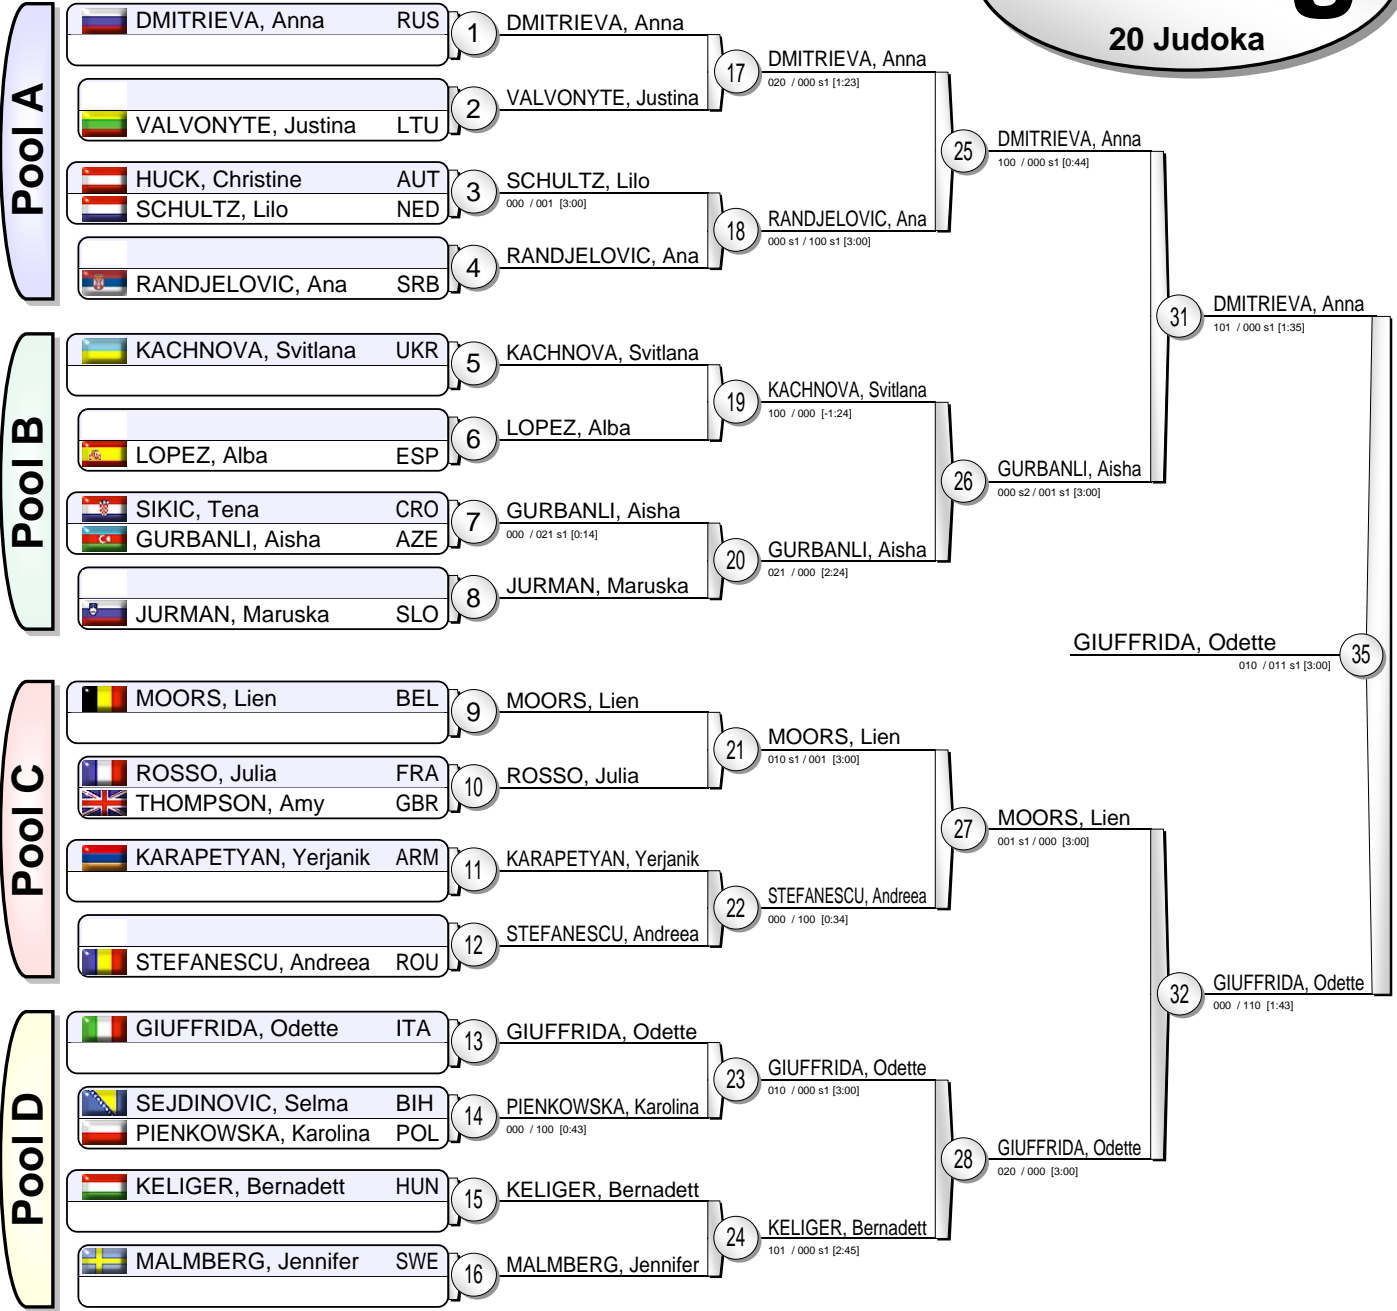 20 Judoka
Pool A
DMITRIEVA, Anna RUS
VALVONYTE, Justina LTU
HUCK, Christine AUT
SCHULTZ, Lilo NED
RANDJELOVIC, Ana SRB
1
2
3
4
DMITRIEVA, Anna
VALVONYTE, Justina
SCHULTZ, Lilo
000 / 001 [3:00]
RANDJELOVIC, Ana
17
DMITRIEVA, Anna
020 / 000 s1 [1:23]
18
RANDJELOVIC, Ana
000 s1 / 100 s1 [3:00]
25
DMITRIEVA, Anna
100 / 000 s1 [0:44]
Pool B
KACHNOVA, Svitlana UKR
LOPEZ, Alba ESP
SIKIC, Tena CRO
GURBANLI, Aisha AZE
JURMAN, Maruska SLO
5
6
7
8
KACHNOVA, Svitlana
LOPEZ, Alba
GURBANLI, Aisha
000 / 021 s1 [0:14]
JURMAN, Maruska
19
KACHNOVA, Svitlana
100 / 000 [-1:24]
20
GURBANLI, Aisha
021 / 000 [2:24]
26
GURBANLI, Aisha
000 s2 / 001 s1 [3:00]
31
DMITRIEVA, Anna
101 / 000 s1 [1:35]
GIUFFRIDA, Odette
010 / 011 s1 [3:00]
35
Pool C
MOORS, Lien BEL
ROSSO, Julia FRA
THOMPSON, Amy GBR
KARAPETYAN, Yerjanik ARM
STEFANESCU, Andreea ROU
9
10
11
12
MOORS, Lien
ROSSO, Julia
KARAPETYAN, Yerjanik
STEFANESCU, Andreea
21
MOORS, Lien
010 s1 / 001 [3:00]
22
STEFANESCU, Andreea
000 / 100 [0:34]
27
MOORS, Lien
001 s1 / 000 [3:00]
Pool D
GIUFFRIDA, Odette ITA
SEJDINOVIC, Selma BIH
PIENKOWSKA, Karolina POL
KELIGER, Bernadett HUN
MALMBERG, Jennifer SWE
13
14
15
16
GIUFFRIDA, Odette
PIENKOWSKA, Karolina
000 / 100 [0:43]
KELIGER, Bernadett
MALMBERG, Jennifer
23
GIUFFRIDA, Odette
010 / 000 s1 [3:00]
24
KELIGER, Bernadett
101 / 000 s1 [2:45]
28
GIUFFRIDA, Odette
020 / 000 [3:00]
32
GIUFFRIDA, Odette
000 / 110 [1:43]